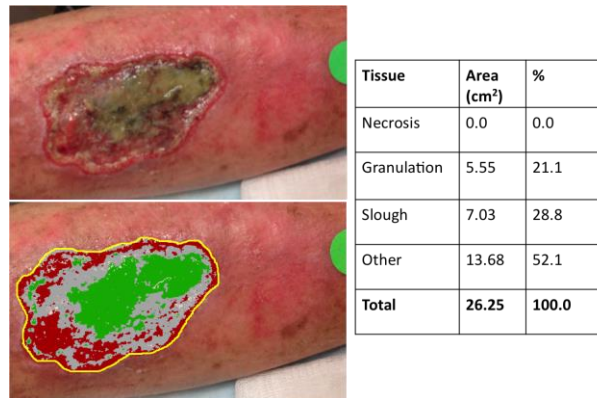 Tissue Area (cm²) %
Necrosis 0.0 0.0
Granulation 5.55 21.1
Slough 7.03 28.8
Other 13.68 52.1
Total 26.25 100.0